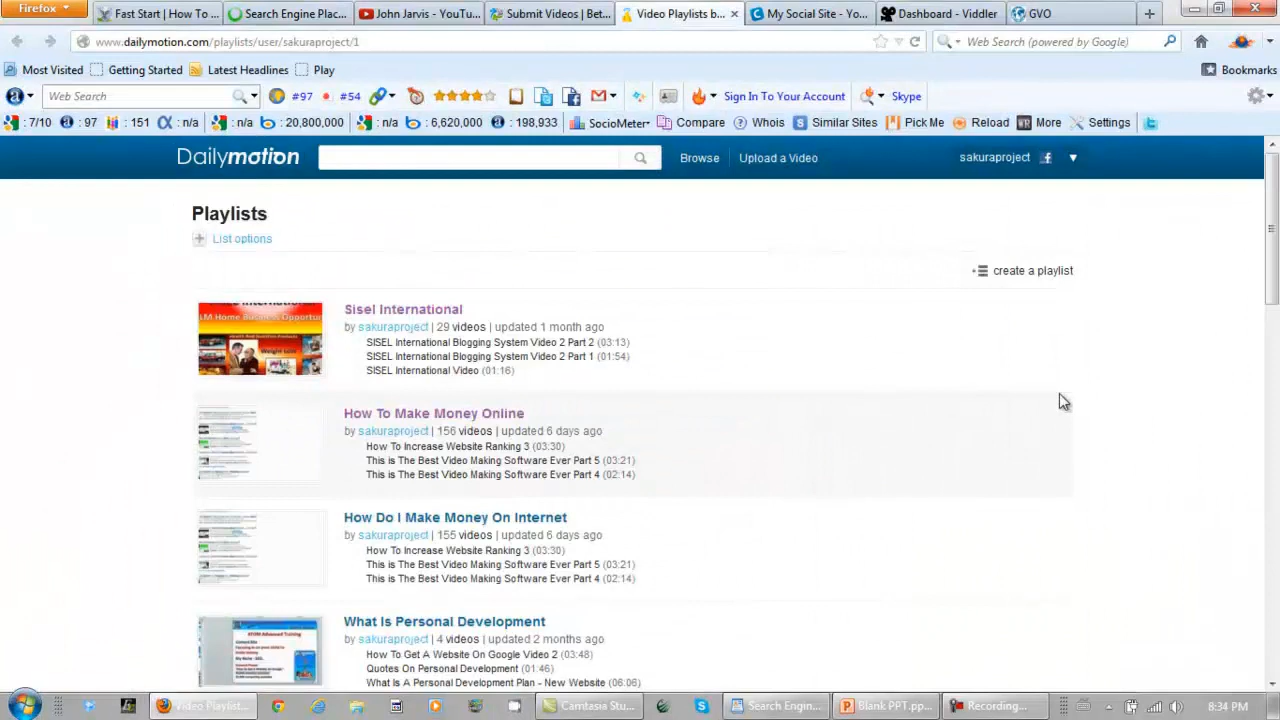 Firefox
Fast Start | How To ...
Search Engine Plac...
John Jarvis - YouTu...
Submit Videos | Bet...
Video Playlists b...
My Social Site - Yo...
Dashboard - Viddler
GVO
www.dailymotion.com/playlists/user/sakuraproject/1
Web Search (powered by Google)
Most Visited Getting Started Latest Headlines Play
Bookmarks
Web Search
#97 #54
Sign In To Your Account
Skype
: 7/10 : 97 : 151 : n/a : n/a : 20,800,000 : n/a : 6,620,000 : 198,933 SocioMeter Compare Whois Similar Sites Pick Me Reload More Settings
Dailymotion
Browse Upload a Video sakuraproject
Playlists
List options
create a playlist
Sisel International
by sakuraproject | 29 videos | updated 1 month ago
SISEL International Blogging System Video 2 Part 2 (03:13)
SISEL International Blogging System Video 2 Part 1 (01:54)
SISEL International Video (01:16)
How To Make Money Online
by sakuraproject | 156 videos | updated 6 days ago
How To Increase Website Ranking 3 (03:30)
This is The Best Video Making Software Ever Part 5 (03:21)
This is The Best Video Making Software Ever Part 4 (02:14)
How Do I Make Money On Internet
by sakuraproject | 155 videos | updated 6 days ago
How To Increase Website Ranking 3 (03:30)
This is The Best Video Making Software Ever Part 5 (03:21)
This is The Best Video Making Software Ever Part 4 (02:14)
What Is Personal Development
by sakuraproject | 4 videos | updated 2 months ago
How To Get Website On Google Video 2 (03:48)
Quotes On Personal Development (01:46)
What Is A Personal Development Plan - New Website (06:06)
Video Playlist...
Camtasia Stu...
Search Engin...
Blank PPT.pp...
Recording...
8:34 PM